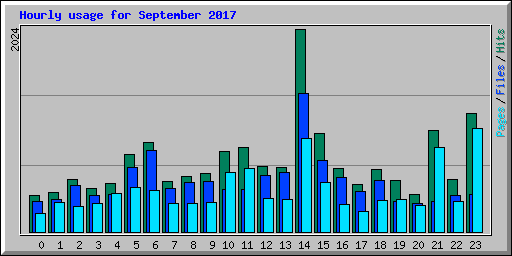 Hourly usage for September 2017
2024
Pages/Files/Hits
0 1 2 3 4 5 6 7 8 9 10 11 12 13 14 15 16 17 18 19 20 21 22 23